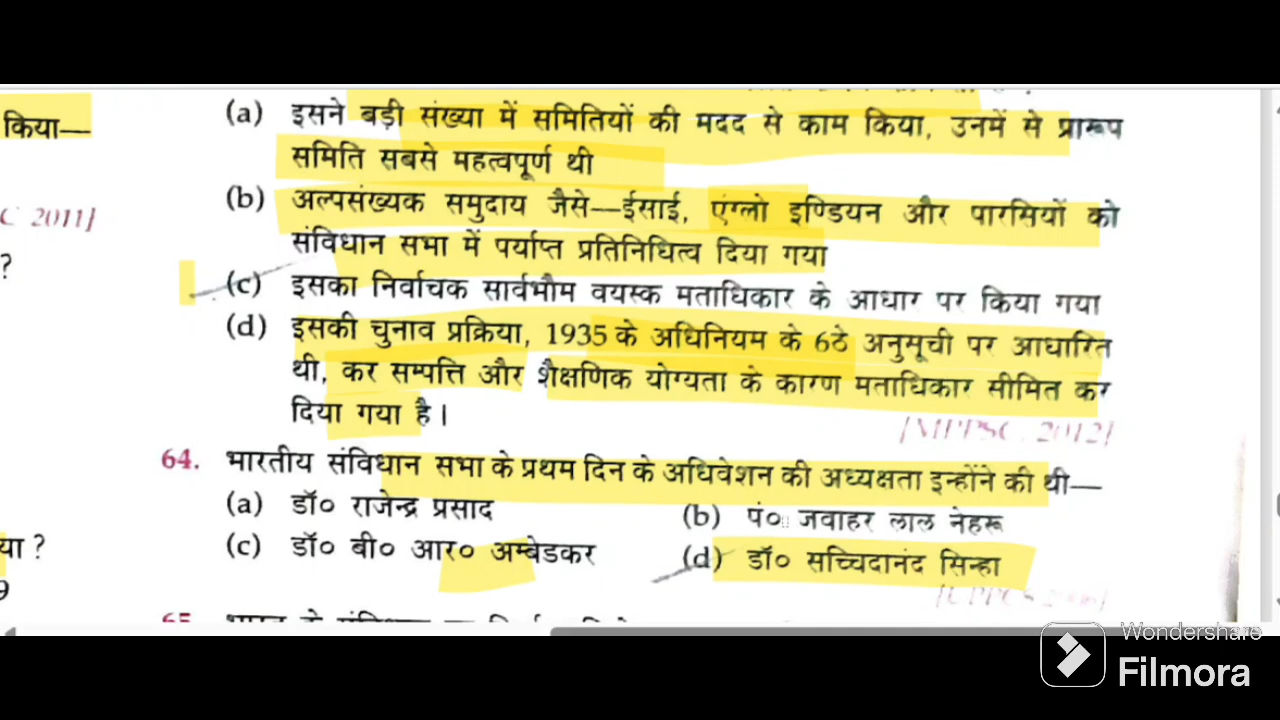 किया—
C 2011]
?
या ?
(a) इसने बड़ी संख्या में समितियों की मदद से काम किया, उनमें से प्रारूप
समिति सबसे महत्वपूर्ण थी
(b) अल्पसंख्यक समुदाय जैसे—ईसाई, एंग्लो इण्डियन और पारसियों को
संविधान सभा में पर्याप्त प्रतिनिधित्व दिया गया
(c) इसका निर्वाचक सार्वभौम वयस्क मताधिकार के आधार पर किया गया
(d) इसकी चुनाव प्रक्रिया, 1935 के अधिनियम के 6ठे अनुसूची पर आधारित
थी, कर सम्पत्ति और शैक्षणिक योग्यता के कारण मताधिकार सीमित कर
दिया गया है।
[MPPSC, 2012]
64. भारतीय संविधान सभा के प्रथम दिन के अधिवेशन की अध्यक्षता इन्होंने की थी—
(a) डॉ० राजेन्द्र प्रसाद (b) पं० जवाहर लाल नेहरू
(c) डॉ० बी० आर० अम्बेडकर (d) डॉ० सच्चिदानंद सिन्हा
Wondershare
Filmora